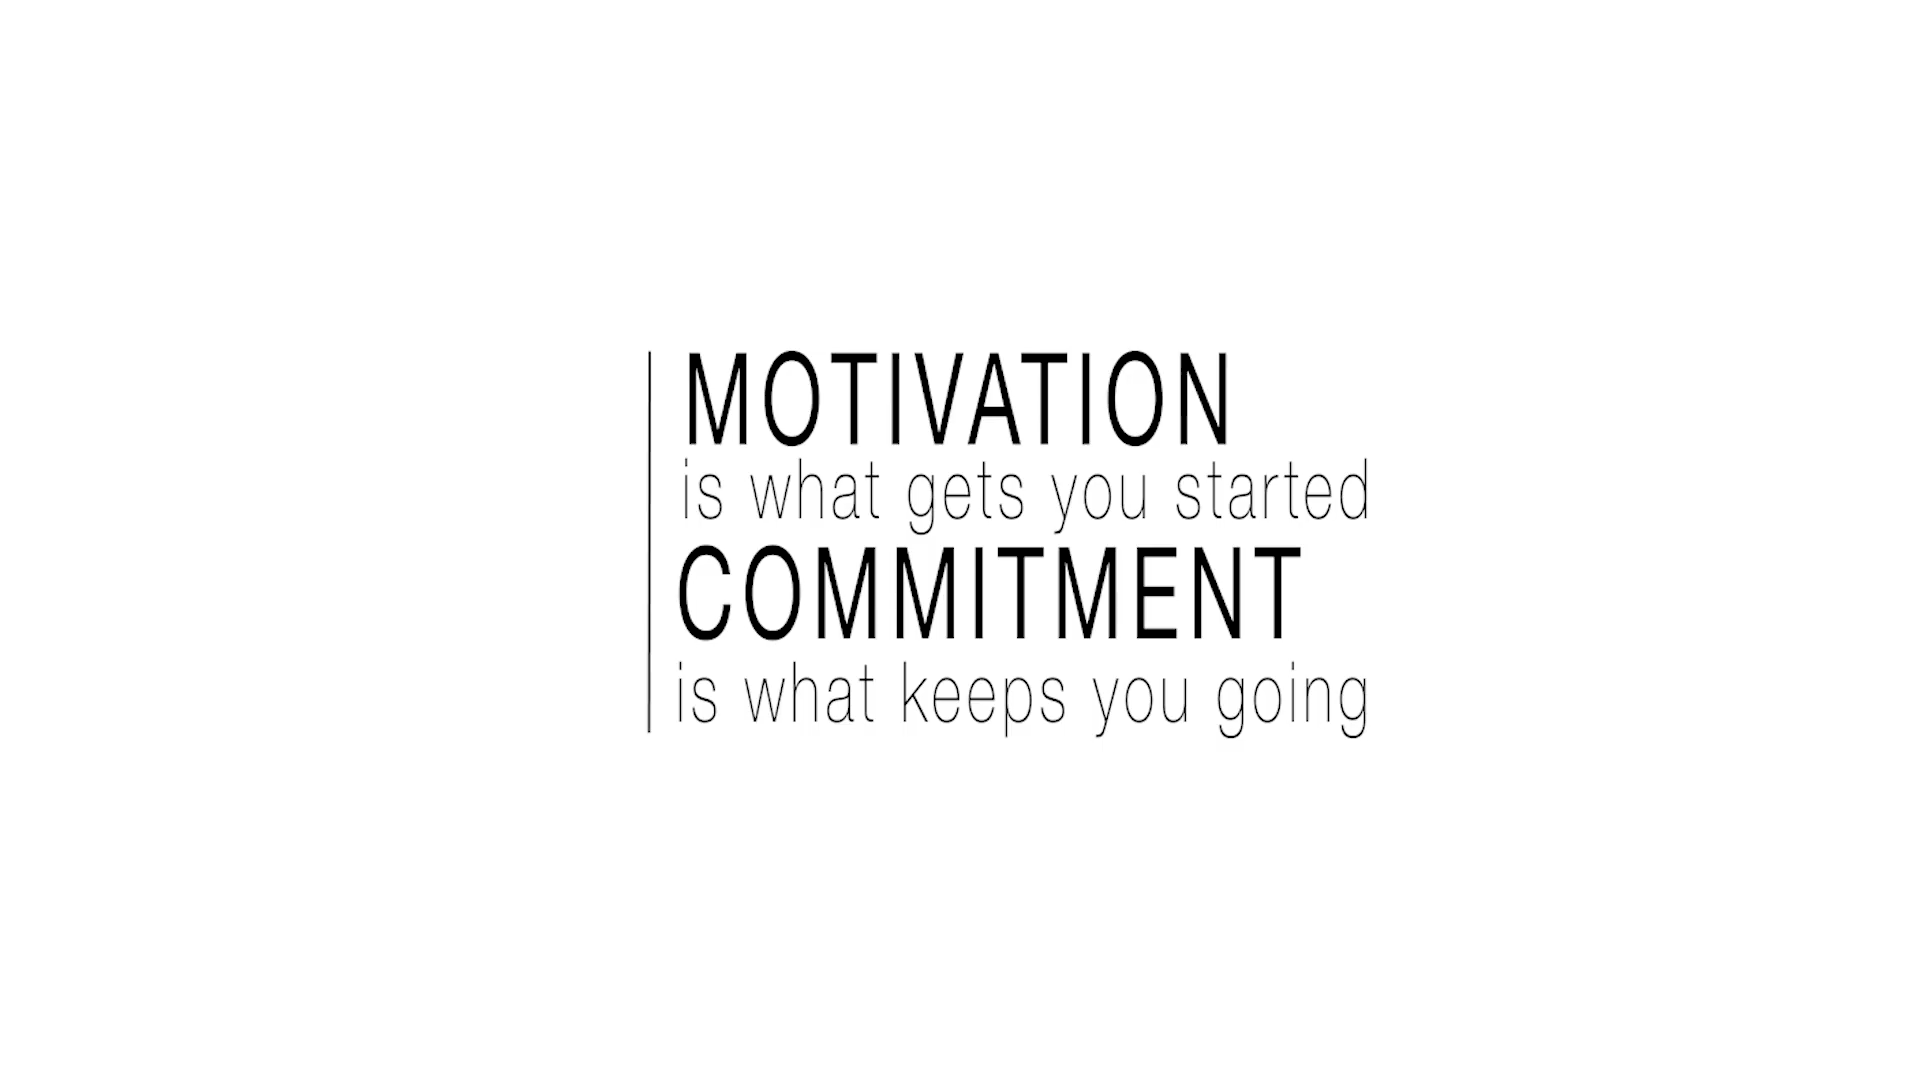 MOTIVATION
is what gets you started
COMMITMENT
is what keeps you going